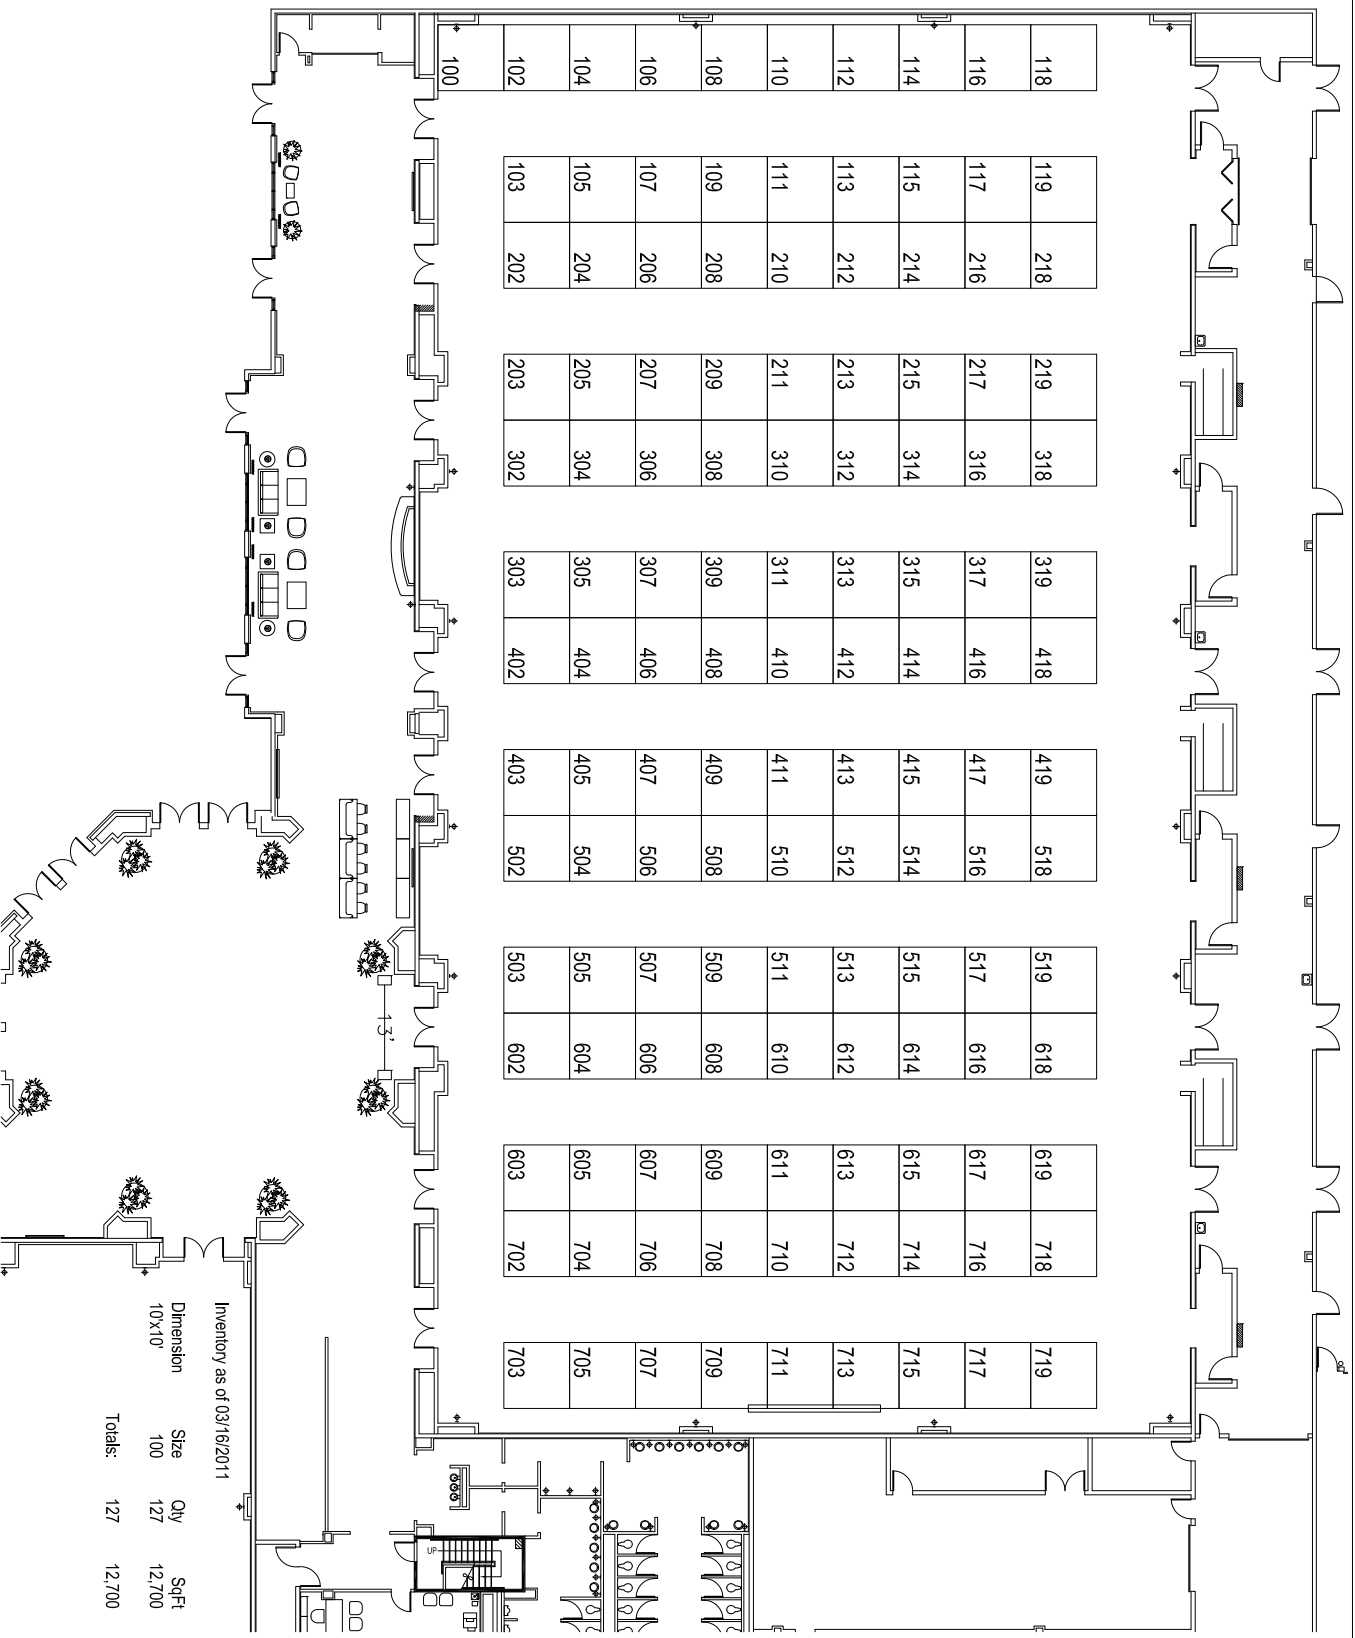 100 102 104 106 108 110 112 114 116 118
103 105 107 109 111 113 115 117 119
202 204 206 208 210 212 214 216 218
203 205 207 209 211 213 215 217 219
302 304 306 308 310 312 314 316 318
303 305 307 309 311 313 315 317 319
402 404 406 408 410 412 414 416 418
403 405 407 409 411 413 415 417 419
502 504 506 508 510 512 514 516 518
503 505 507 509 511 513 515 517 519
13'
602 604 606 608 610 612 614 616 618
603 605 607 609 611 613 615 617 619
702 704 706 708 710 712 714 716 718
703 705 707 709 711 713 715 717 719
UP
Inventory as of 03/16/2011
Dimension Size Qty SqFt
10'x10' 100 127 12,700
Totals: 127 12,700